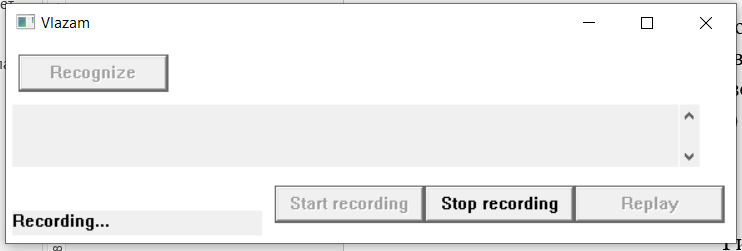 Vlazam
Recognize
Start recording
Stop recording
Replay
Recording...